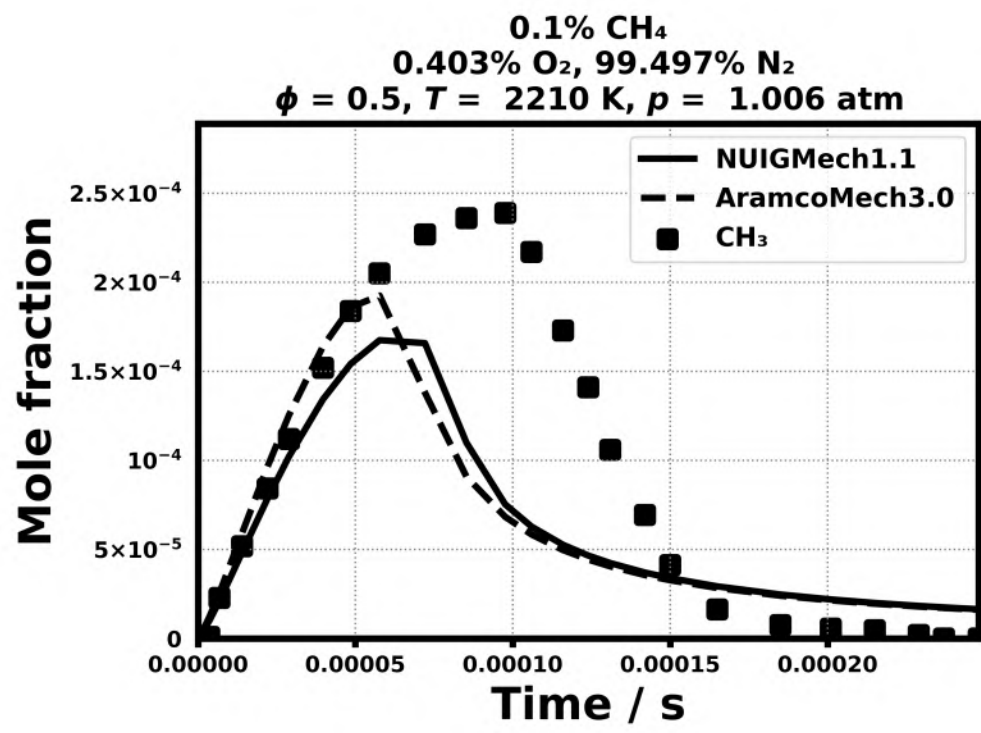 0.1% CH₄
0.403% O₂, 99.497% N₂
ϕ = 0.5, T = 2210 K, p = 1.006 atm
NUIGMech1.1
AramcoMech3.0
CH₃
Mole fraction
2.5×10⁻⁴
2×10⁻⁴
1.5×10⁻⁴
10⁻⁴
5×10⁻⁵
0
0.00000 0.00005 0.00010 0.00015 0.00020
Time / s